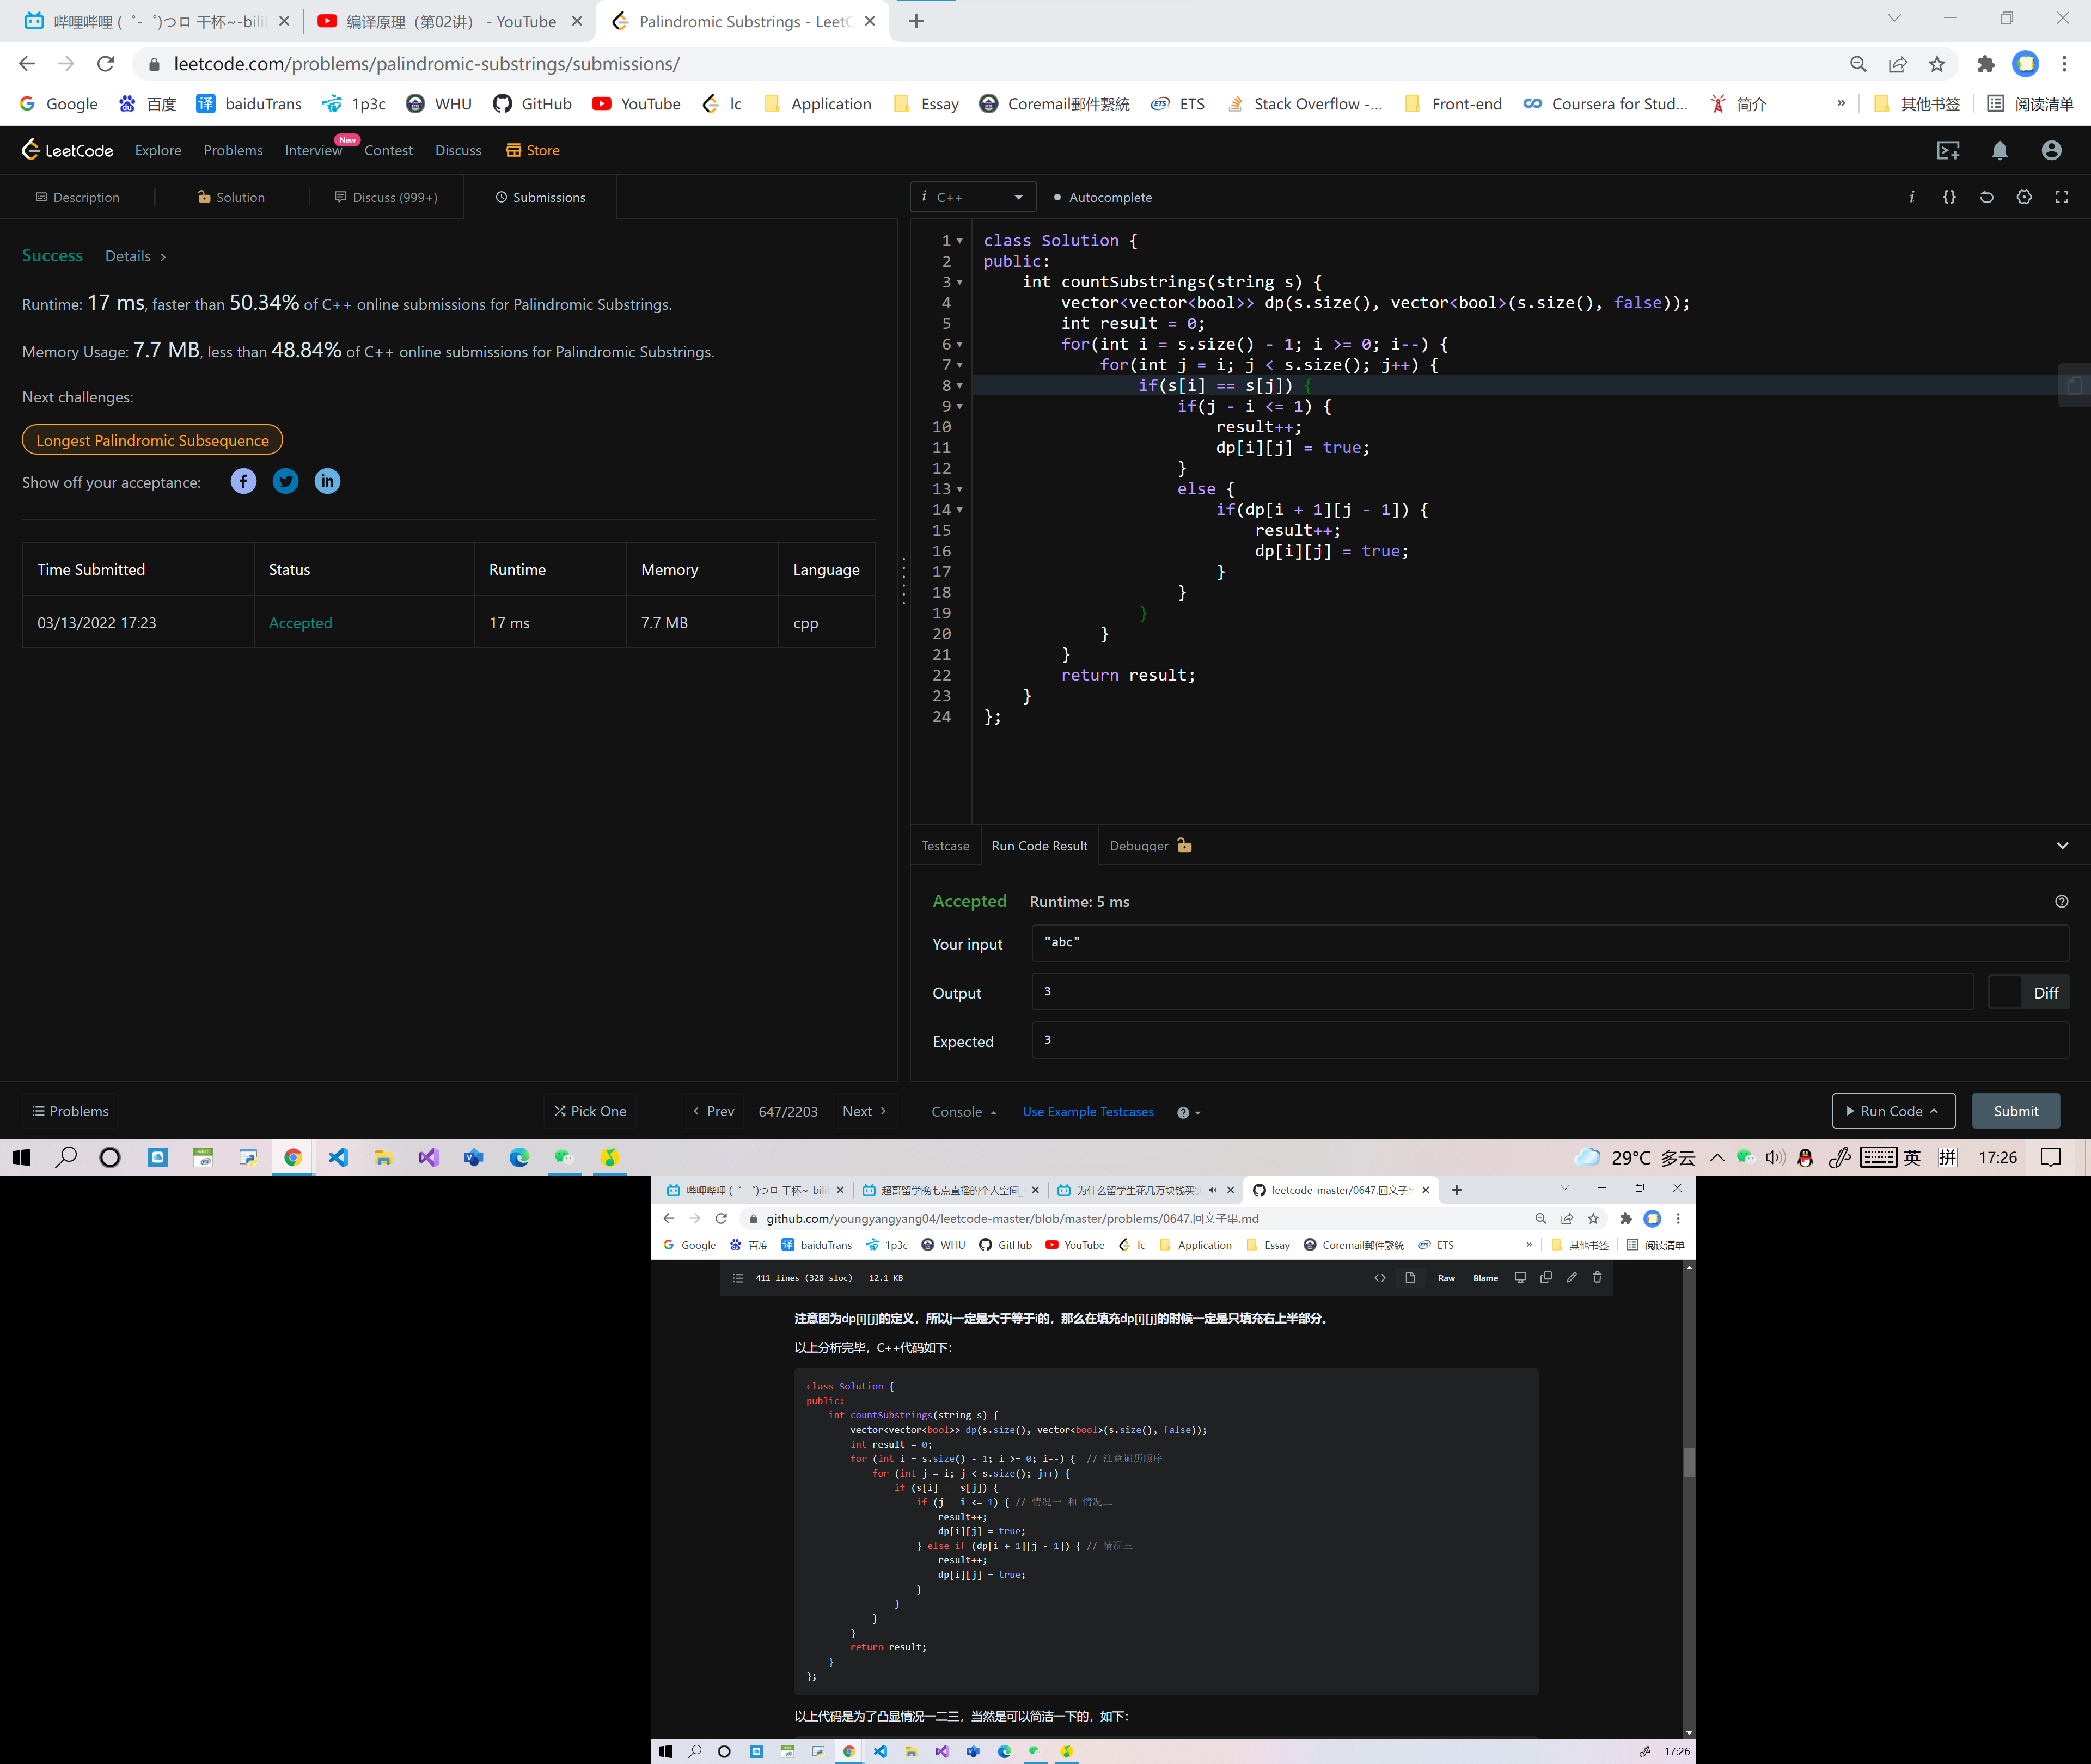 哔哩哔哩 (゜-゜)つロ 干杯~-bili
编译原理（第02讲） - YouTube
Palindromic Substrings - LeetC
leetcode.com/problems/palindromic-substrings/submissions/
Google 百度 译 baiduTrans 1p3c WHU GitHub YouTube lc Application Essay Coremail郵件繫統 ETS Stack Overflow -... Front-end Coursera for Stud... 简介 » 其他书签 阅读清单
LeetCode Explore Problems Interview New Contest Discuss Store
Description Solution Discuss (999+) Submissions
Success Details >
Runtime: 17 ms, faster than 50.34% of C++ online submissions for Palindromic Substrings.
Memory Usage: 7.7 MB, less than 48.84% of C++ online submissions for Palindromic Substrings.
Next challenges:
Longest Palindromic Subsequence
Show off your acceptance:
Time Submitted Status Runtime Memory Language
03/13/2022 17:23 Accepted 17 ms 7.7 MB cpp
Problems Pick One < Prev 647/2203 Next >
i C++ Autocomplete
1 class Solution {
2 public:
3 int countSubstrings(string s) {
4 vector<vector<bool>> dp(s.size(), vector<bool>(s.size(), false));
5 int result = 0;
6 for(int i = s.size() - 1; i >= 0; i--) {
7 for(int j = i; j < s.size(); j++) {
8 if(s[i] == s[j]) {
9 if(j - i <= 1) {
10 result++;
11 dp[i][j] = true;
12 }
13 else {
14 if(dp[i + 1][j - 1]) {
15 result++;
16 dp[i][j] = true;
17 }
18 }
19 }
20 }
21 }
22 return result;
23 }
24 };
Testcase Run Code Result Debugger
Accepted Runtime: 5 ms
Your input "abc"
Output 3 Diff
Expected 3
Console Use Example Testcases Run Code Submit
29°C 多云 英 拼 17:26
哔哩哔哩 (゜-゜)つロ 干杯~-bili
超哥留学晚七点直播的个人空间
为什么留学生花几万块钱买
leetcode-master/0647.回文子串
github.com/youngyangyang04/leetcode-master/blob/master/problems/0647.回文子串.md
Google 百度 译 baiduTrans 1p3c WHU GitHub YouTube lc Application Essay Coremail郵件繫統 ETS » 其他书签 阅读清单
411 lines (328 sloc) 12.1 KB Raw Blame
注意因为dp[i][j]的定义，所以j一定是大于等于i的，那么在填充dp[i][j]的时候一定是只填充右上半部分。
以上分析完毕，C++代码如下：
class Solution {
public:
int countSubstrings(string s) {
vector<vector<bool>> dp(s.size(), vector<bool>(s.size(), false));
int result = 0;
for (int i = s.size() - 1; i >= 0; i--) { // 注意遍历顺序
for (int j = i; j < s.size(); j++) {
if (s[i] == s[j]) {
if (j - i <= 1) { // 情况一 和 情况二
result++;
dp[i][j] = true;
} else if (dp[i + 1][j - 1]) { // 情况三
result++;
dp[i][j] = true;
}
}
}
}
return result;
}
};
以上代码是为了凸显情况一二三，当然是可以简洁一下的，如下：
17:26